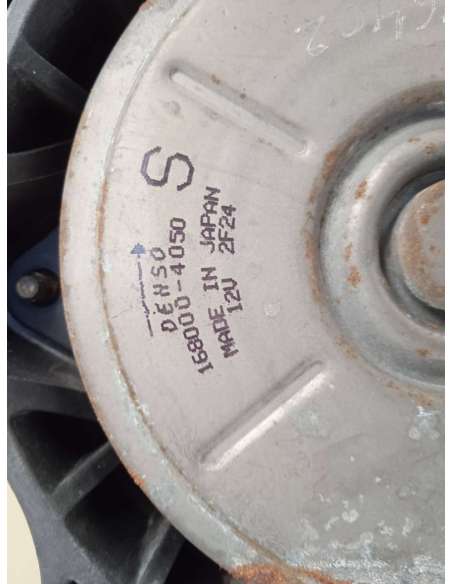 S
DENSO
168000-4050
MADE IN JAPAN
12V 2F24